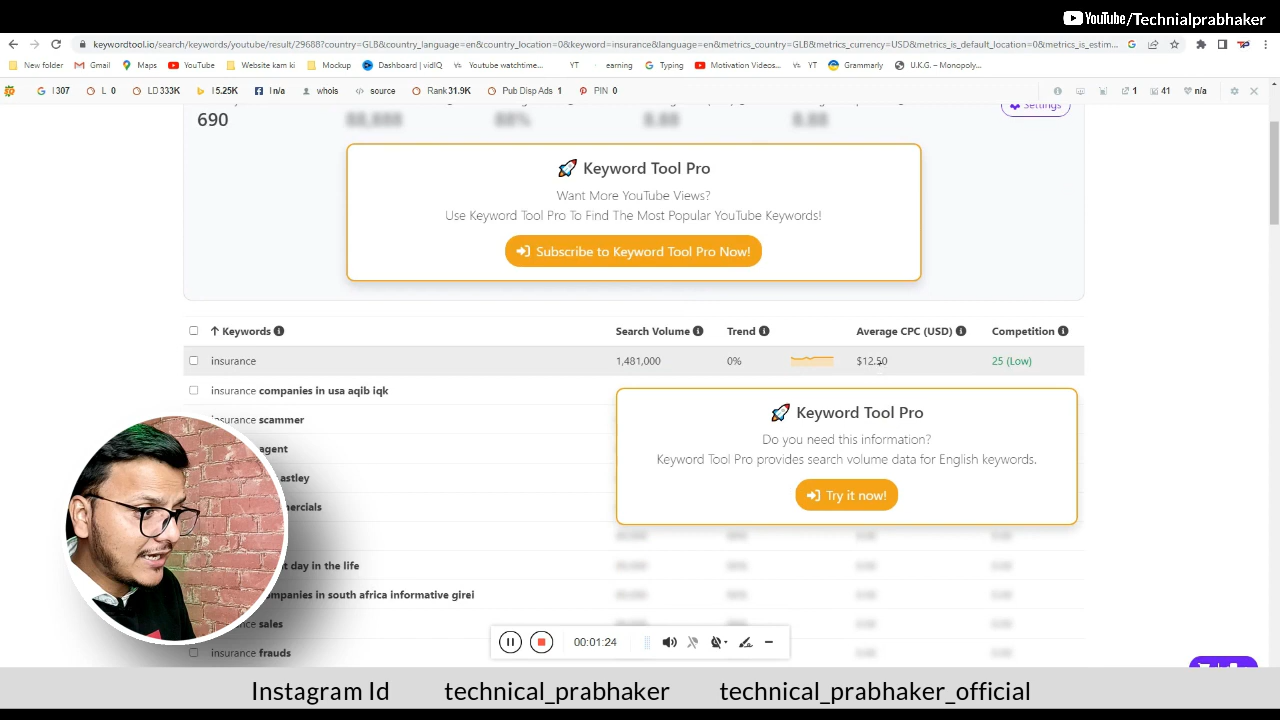 YouTube/Technialprabhaker
keywordtool.io/search/keywords/youtube/result/29688?country=GLB&country_language=en&country_location=0&keyword=insurance&language=en&metrics_country=GLB&metrics_currency=USD&metrics_is_default_location=0&metrics_is_estim...
New folder Gmail Maps YouTube Website kam ki Mockup Dashboard | vidIQ Youtube watchtime... YT earning Typing Motivation Videos... YT Grammarly U.K.G. – Monopoly...
I 307 L 0 LD 333K I 5.25K I n/a whois source Rank 31.9K Pub Disp Ads 1 PIN 0 1 41 n/a
Settings
690
Keyword Tool Pro
Want More YouTube Views?
Use Keyword Tool Pro To Find The Most Popular YouTube Keywords!
Subscribe to Keyword Tool Pro Now!
Keywords Search Volume Trend Average CPC (USD) Competition
insurance 1,481,000 0% $12.50 25 (Low)
insurance companies in usa aqib iqk
insurance scammer
agent
astley
Keyword Tool Pro
Do you need this information?
Keyword Tool Pro provides search volume data for English keywords.
Try it now!
day in the life
in south africa informative girei
sales
insurance frauds
00:01:24
Instagram Id technical_prabhaker technical_prabhaker_official